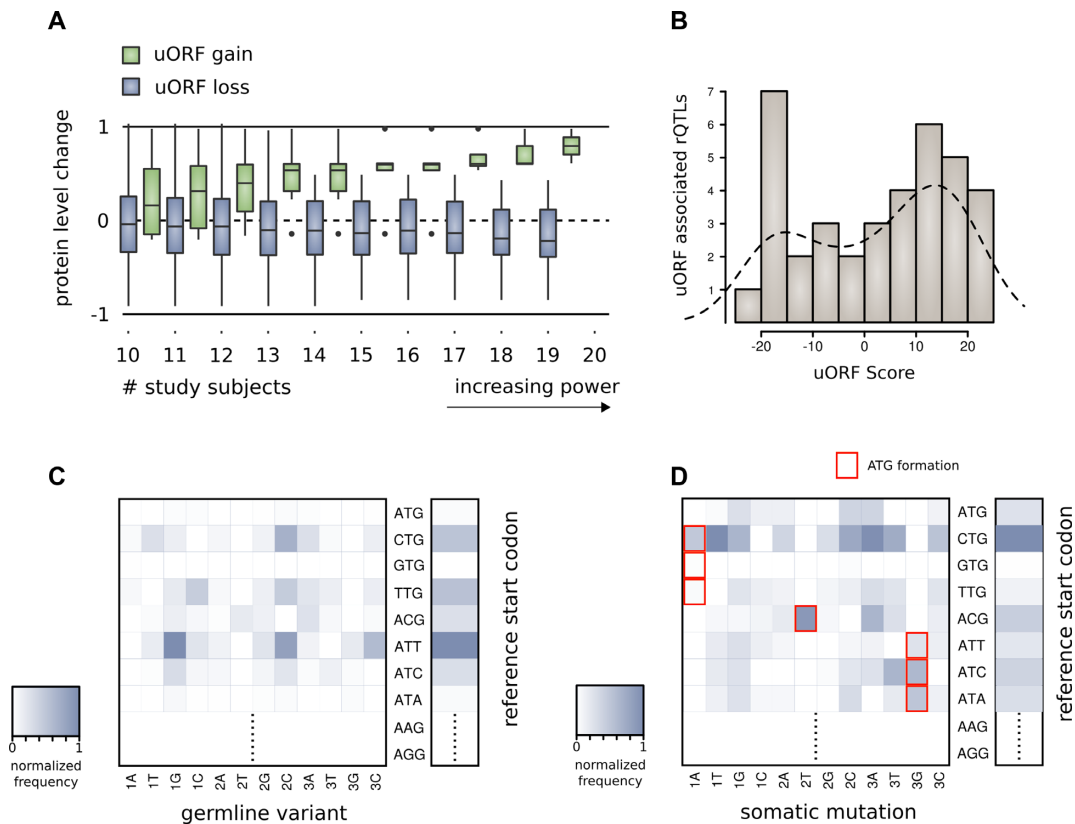 A
uORF gain
uORF loss
protein level change
1
0
-1
10 11 12 13 14 15 16 17 18 19 20
# study subjects
increasing power
B
uORF associated rQTLs
7
6
5
4
3
2
1
-20 -10 0 10 20
uORF Score
C
ATG
CTG
GTG
TTG
ACG
ATT
ATC
ATA
AAG
AGG
reference start codon
0 1
normalized
frequency
1A 1T 1G 1C 2A 2T 2G 2C 3A 3T 3G 3C
germline variant
D
ATG formation
ATG
CTG
GTG
TTG
ACG
ATT
ATC
ATA
AAG
AGG
reference start codon
0 1
normalized
frequency
1A 1T 1G 1C 2A 2T 2G 2C 3A 3T 3G 3C
somatic mutation